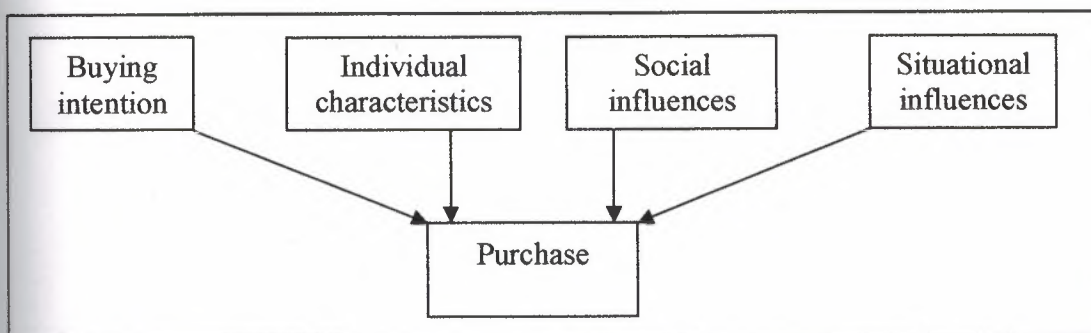 Buying
intention
Individual
characteristics
Social
influences
Situational
influences
Purchase